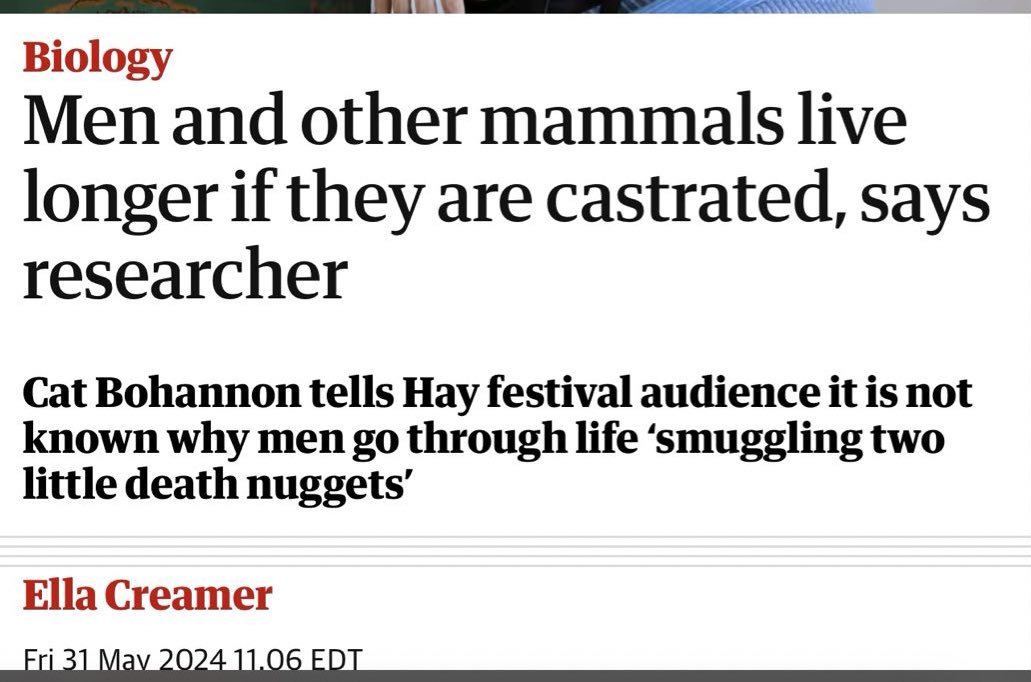 Biology
Men and other mammals live
longer if they are castrated, says
researcher
Cat Bohannon tells Hay festival audience it is not
known why men go through life ‘smuggling two
little death nuggets’
Ella Creamer
Fri 31 May 2024 11.06 EDT